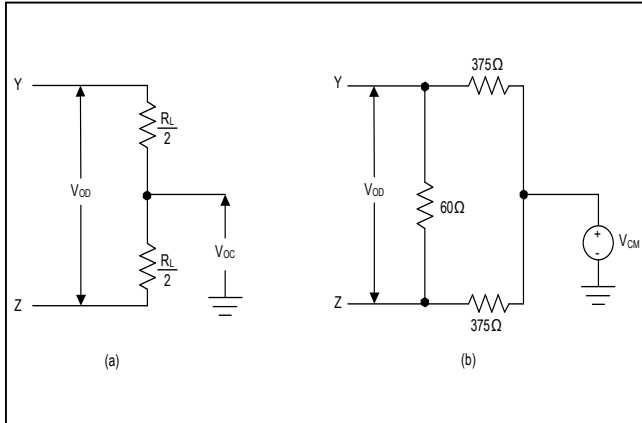 Y
R_L
2
V_OD
V_OC
R_L
2
Z
(a)
375Ω
Y
V_OD
60Ω
V_CM
+
-
Z
375Ω
(b)